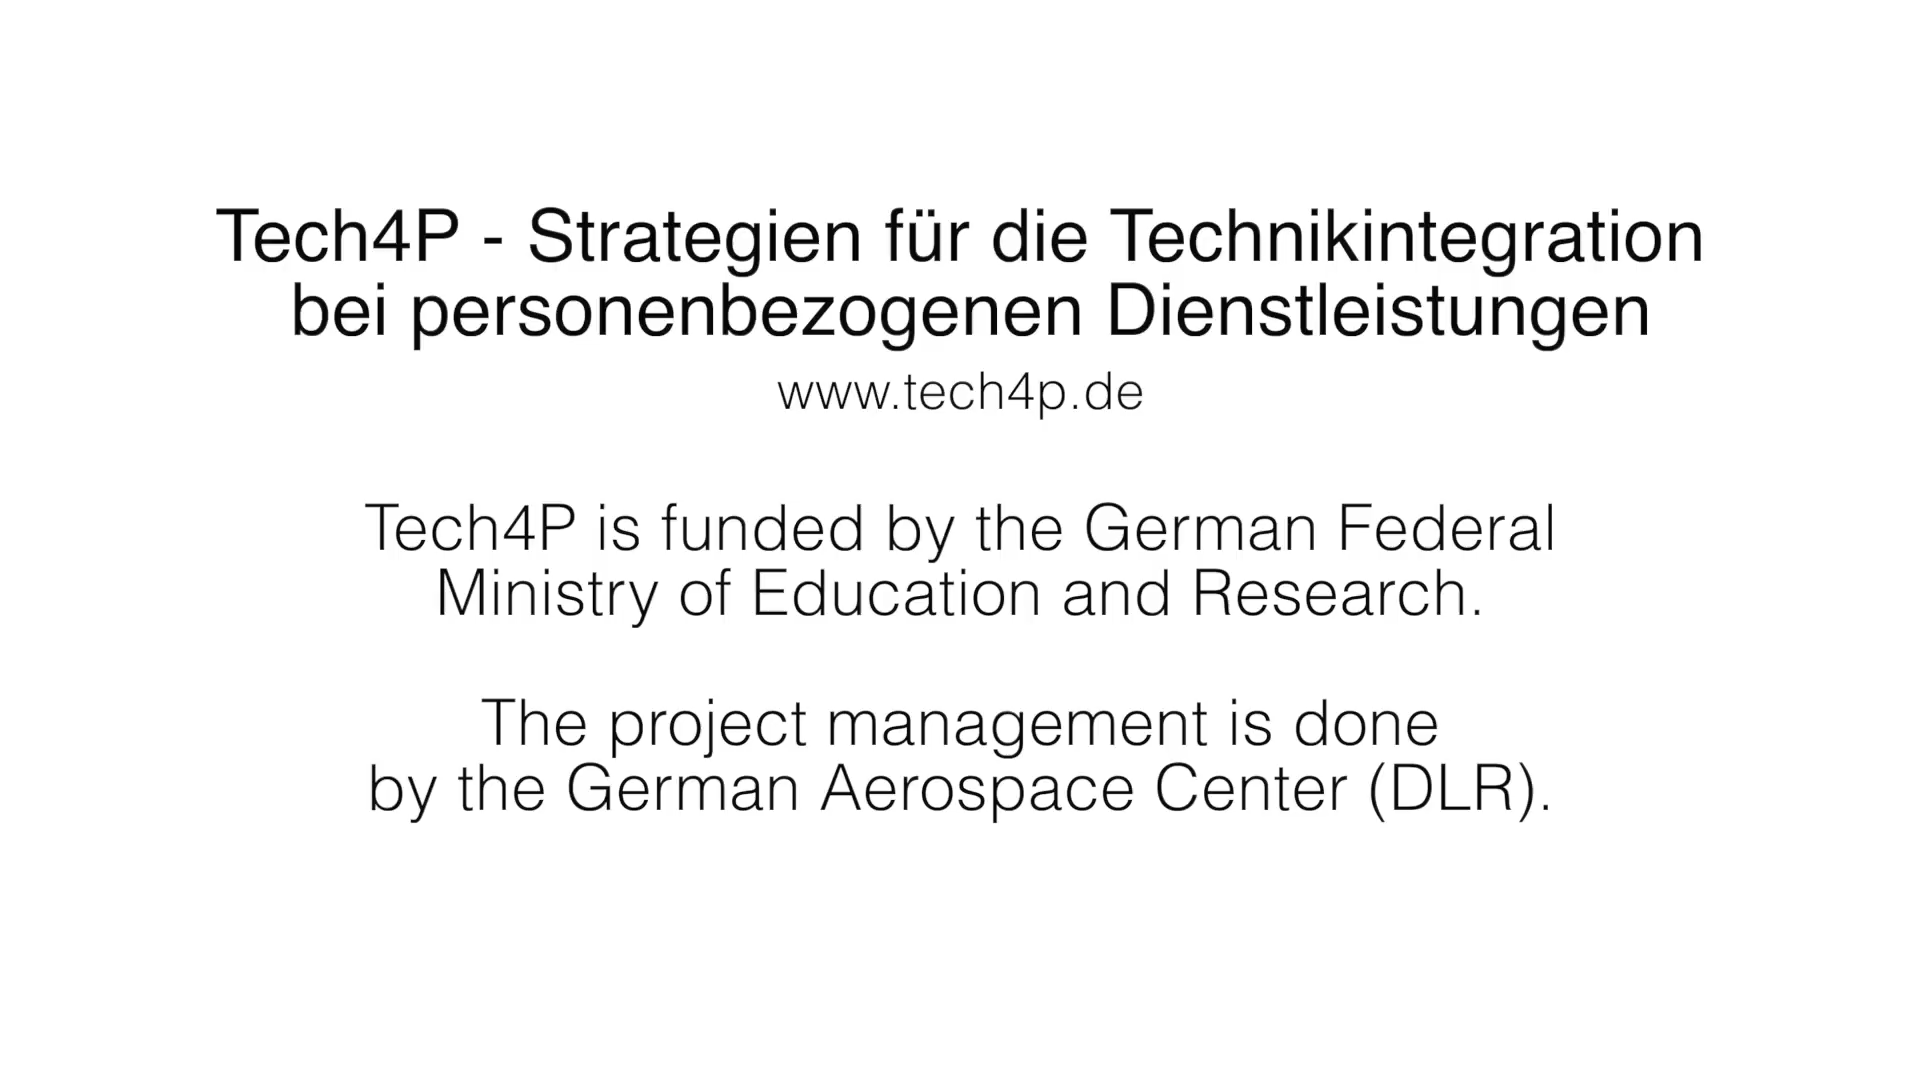 Tech4P - Strategien für die Technikintegration
bei personenbezogenen Dienstleistungen
www.tech4p.de
Tech4P is funded by the German Federal
Ministry of Education and Research.
The project management is done
by the German Aerospace Center (DLR).